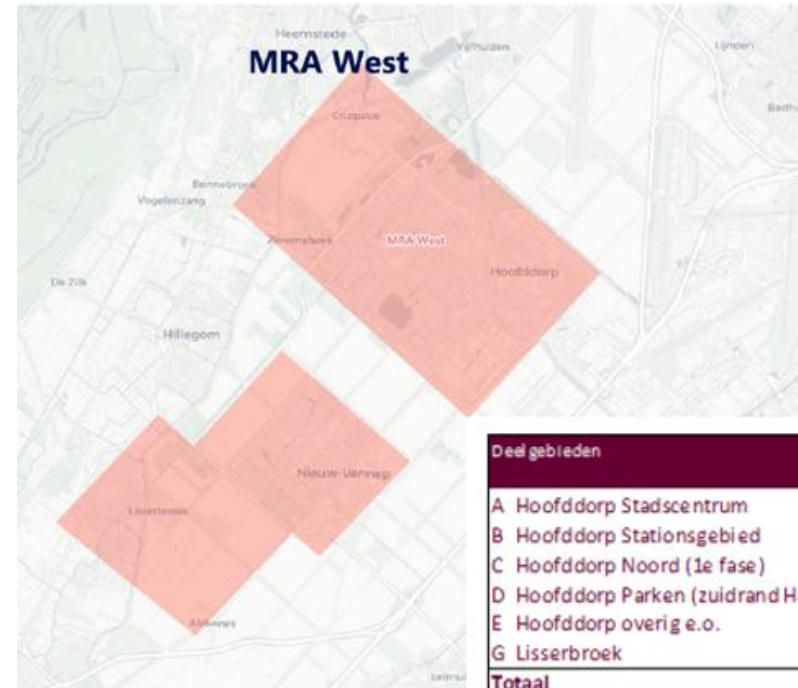 Heemstede
Vijfhuizen
Lijnden
MRA West
Cruquius
Bennebroek
Vogelenzang
Zwaanshoek
MRA West
Hoofddorp
De Zilk
Hillegom
Nieuw-Vennep
Lisserbroek
Abbenes
Deelgebieden
A Hoofddorp Stadscentrum
B Hoofddorp Stationsgebied
C Hoofddorp Noord (1e fase)
D Hoofddorp Parken (zuidrand H
E Hoofddorp overig e.o.
G Lisserbroek
Totaal